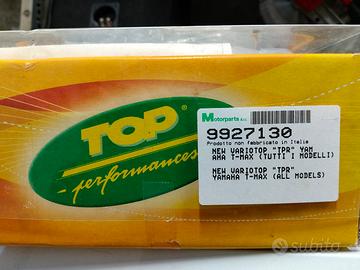 TOP
-performances
Motorparts S.r.l.
9927130
Prodotto non fabbricato in Italia
NEW VARIOTOP "TPR" YAM
AHA T-MAX (TUTTI I MODELLI)
NEW VARIOTOP "TPR"
YAMAHA T-MAX (ALL MODELS)
subito